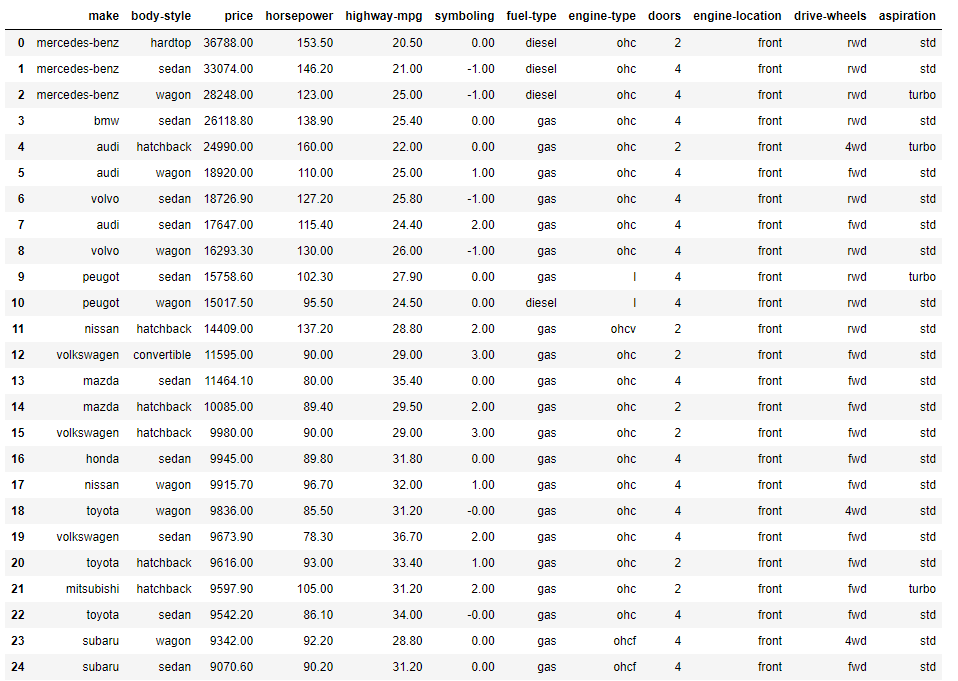 make body-style price horsepower highway-mpg symboling fuel-type engine-type doors engine-location drive-wheels aspiration
0 mercedes-benz hardtop 36788.00 153.50 20.50 0.00 diesel ohc 2 front rwd std
1 mercedes-benz sedan 33074.00 146.20 21.00 -1.00 diesel ohc 4 front rwd std
2 mercedes-benz wagon 28248.00 123.00 25.00 -1.00 diesel ohc 4 front rwd turbo
3 bmw sedan 26118.80 138.90 25.40 0.00 gas ohc 4 front rwd std
4 audi hatchback 24990.00 160.00 22.00 0.00 gas ohc 2 front 4wd turbo
5 audi wagon 18920.00 110.00 25.00 1.00 gas ohc 4 front fwd std
6 volvo sedan 18726.90 127.20 25.80 -1.00 gas ohc 4 front rwd std
7 audi sedan 17647.00 115.40 24.40 2.00 gas ohc 4 front fwd std
8 volvo wagon 16293.30 130.00 26.00 -1.00 gas ohc 4 front rwd std
9 peugot sedan 15758.60 102.30 27.90 0.00 gas l 4 front rwd turbo
10 peugot wagon 15017.50 95.50 24.50 0.00 diesel l 4 front rwd std
11 nissan hatchback 14409.00 137.20 28.80 2.00 gas ohcv 2 front rwd std
12 volkswagen convertible 11595.00 90.00 29.00 3.00 gas ohc 2 front fwd std
13 mazda sedan 11464.10 80.00 35.40 0.00 gas ohc 4 front fwd std
14 mazda hatchback 10085.00 89.40 29.50 2.00 gas ohc 2 front fwd std
15 volkswagen hatchback 9980.00 90.00 29.00 3.00 gas ohc 2 front fwd std
16 honda sedan 9945.00 89.80 31.80 0.00 gas ohc 4 front fwd std
17 nissan wagon 9915.70 96.70 32.00 1.00 gas ohc 4 front fwd std
18 toyota wagon 9836.00 85.50 31.20 -0.00 gas ohc 4 front 4wd std
19 volkswagen sedan 9673.90 78.30 36.70 2.00 gas ohc 4 front fwd std
20 toyota hatchback 9616.00 93.00 33.40 1.00 gas ohc 2 front fwd std
21 mitsubishi hatchback 9597.90 105.00 31.20 2.00 gas ohc 2 front fwd turbo
22 toyota sedan 9542.20 86.10 34.00 -0.00 gas ohc 4 front fwd std
23 subaru wagon 9342.00 92.20 28.80 0.00 gas ohcf 4 front 4wd std
24 subaru sedan 9070.60 90.20 31.20 0.00 gas ohcf 4 front fwd std